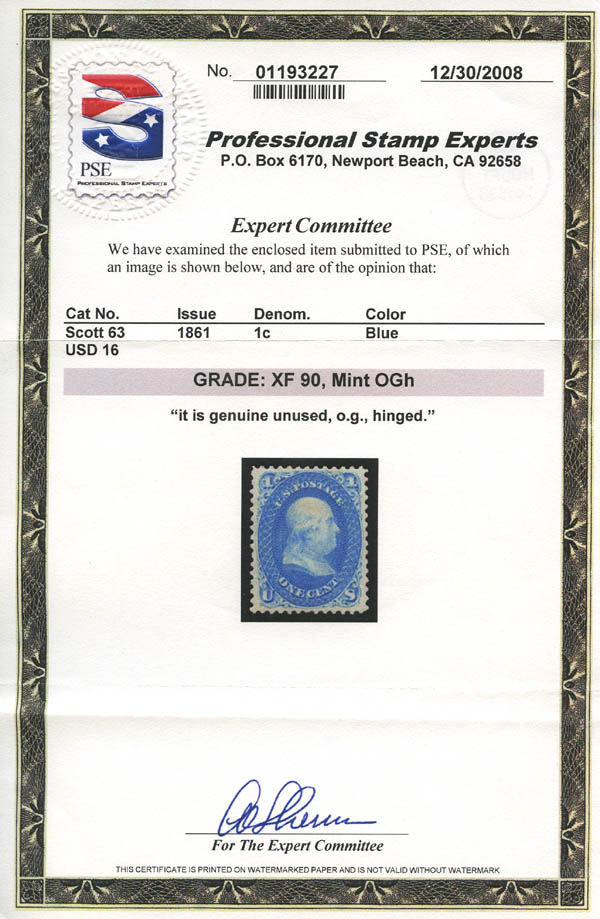 No. 01193227 12/30/2008
PSE
PROFESSIONAL STAMP EXPERTS
Professional Stamp Experts
P.O. Box 6170, Newport Beach, CA 92658
Expert Committee
We have examined the enclosed item submitted to PSE, of which
an image is shown below, and are of the opinion that:
Cat No. Issue Denom. Color
Scott 63 1861 1c Blue
USD 16
GRADE: XF 90, Mint OGh
“it is genuine unused, o.g., hinged.”
1 1
U.S. POSTAGE
ONE CENT
U S
For The Expert Committee
THIS CERTIFICATE IS PRINTED ON WATERMARKED PAPER AND IS NOT VALID WITHOUT WATERMARK